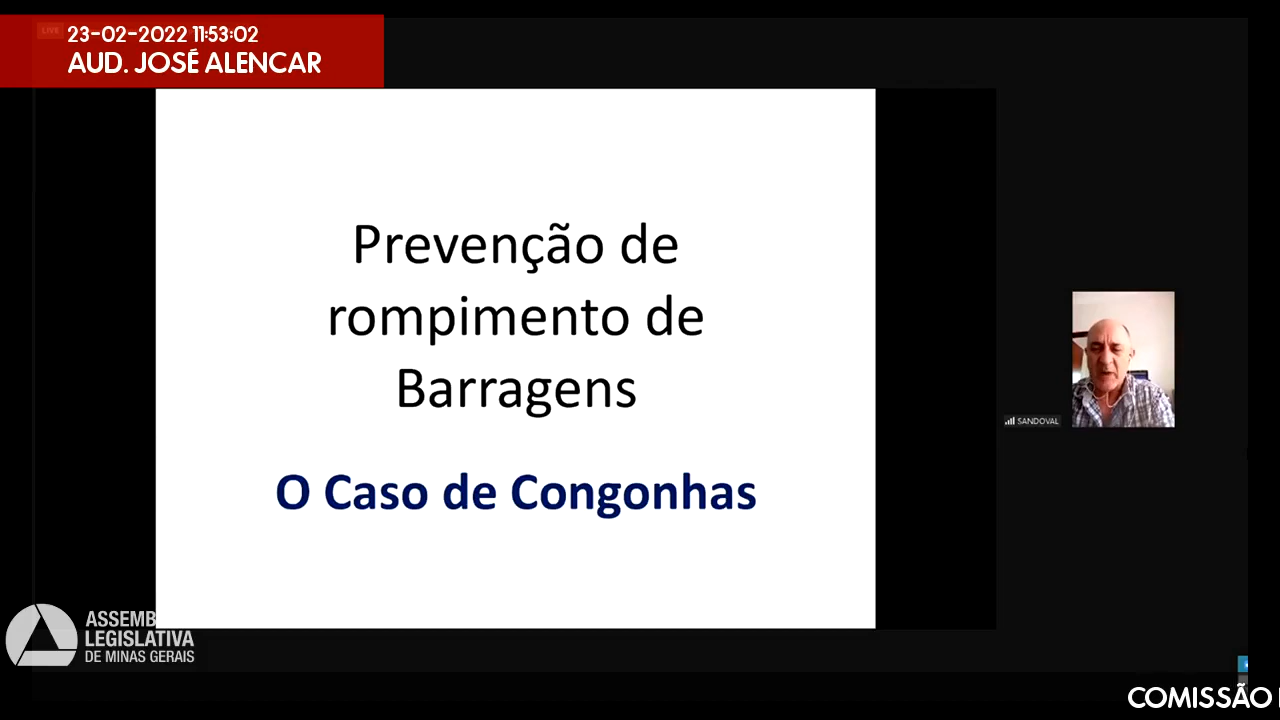 LIVE
23-02-2022 11:53:02
AUD. JOSÉ ALENCAR
Prevenção de
rompimento de
Barragens
O Caso de Congonhas
SANDOVAL
ASSEMB
LEGISLATIVA
DE MINAS GERAIS
COMISSÃO